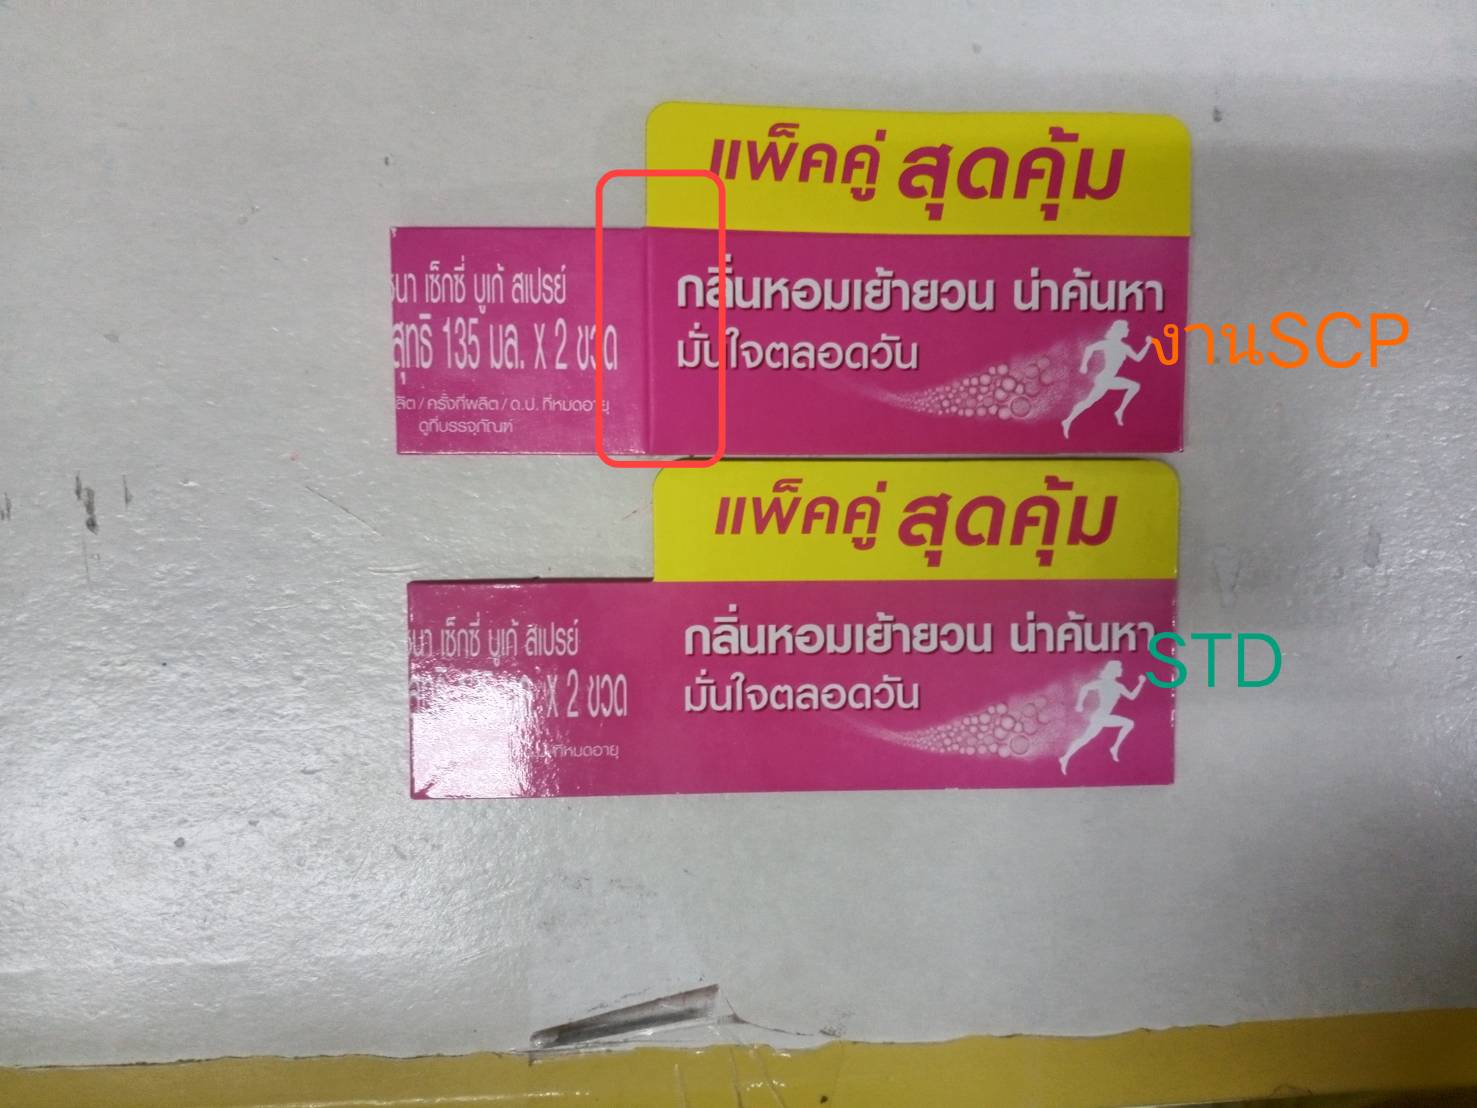 แพ็คคู่ สุดคุ้ม
เซ็กซี่ บูเก้ สเปรย์
สุทธิ 135 มล. x 2 ขวด
ครั้งที่ผลิต / ด.ป. ที่หมดอายุ
ดูที่บรรจุภัณฑ์
กลิ่นหอมเย้ายวน น่าค้นหา
มั่นใจตลอดวัน
งานSCP
แพ็คคู่ สุดคุ้ม
เซ็กซี่ บูเก้ สเปรย์
x 2 ขวด
ที่หมดอายุ
กลิ่นหอมเย้ายวน น่าค้นหา
มั่นใจตลอดวัน
STD